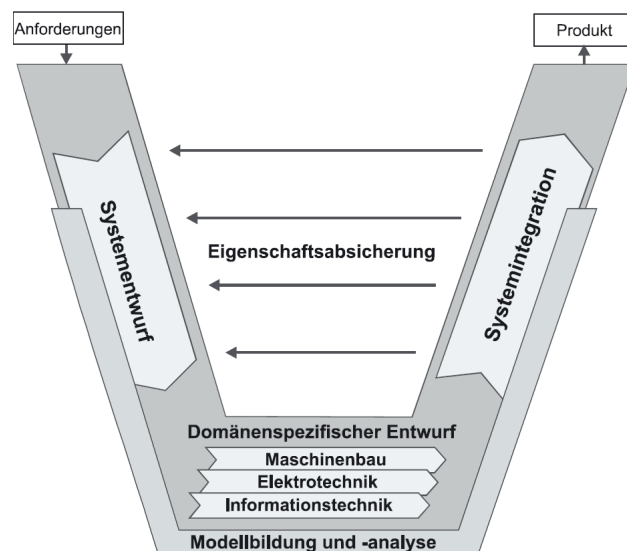 Anforderungen
Produkt
Systementwurf
Eigenschaftsabsicherung
Systemintegration
Domänenspezifischer Entwurf
Maschinenbau
Elektrotechnik
Informationstechnik
Modellbildung und -analyse